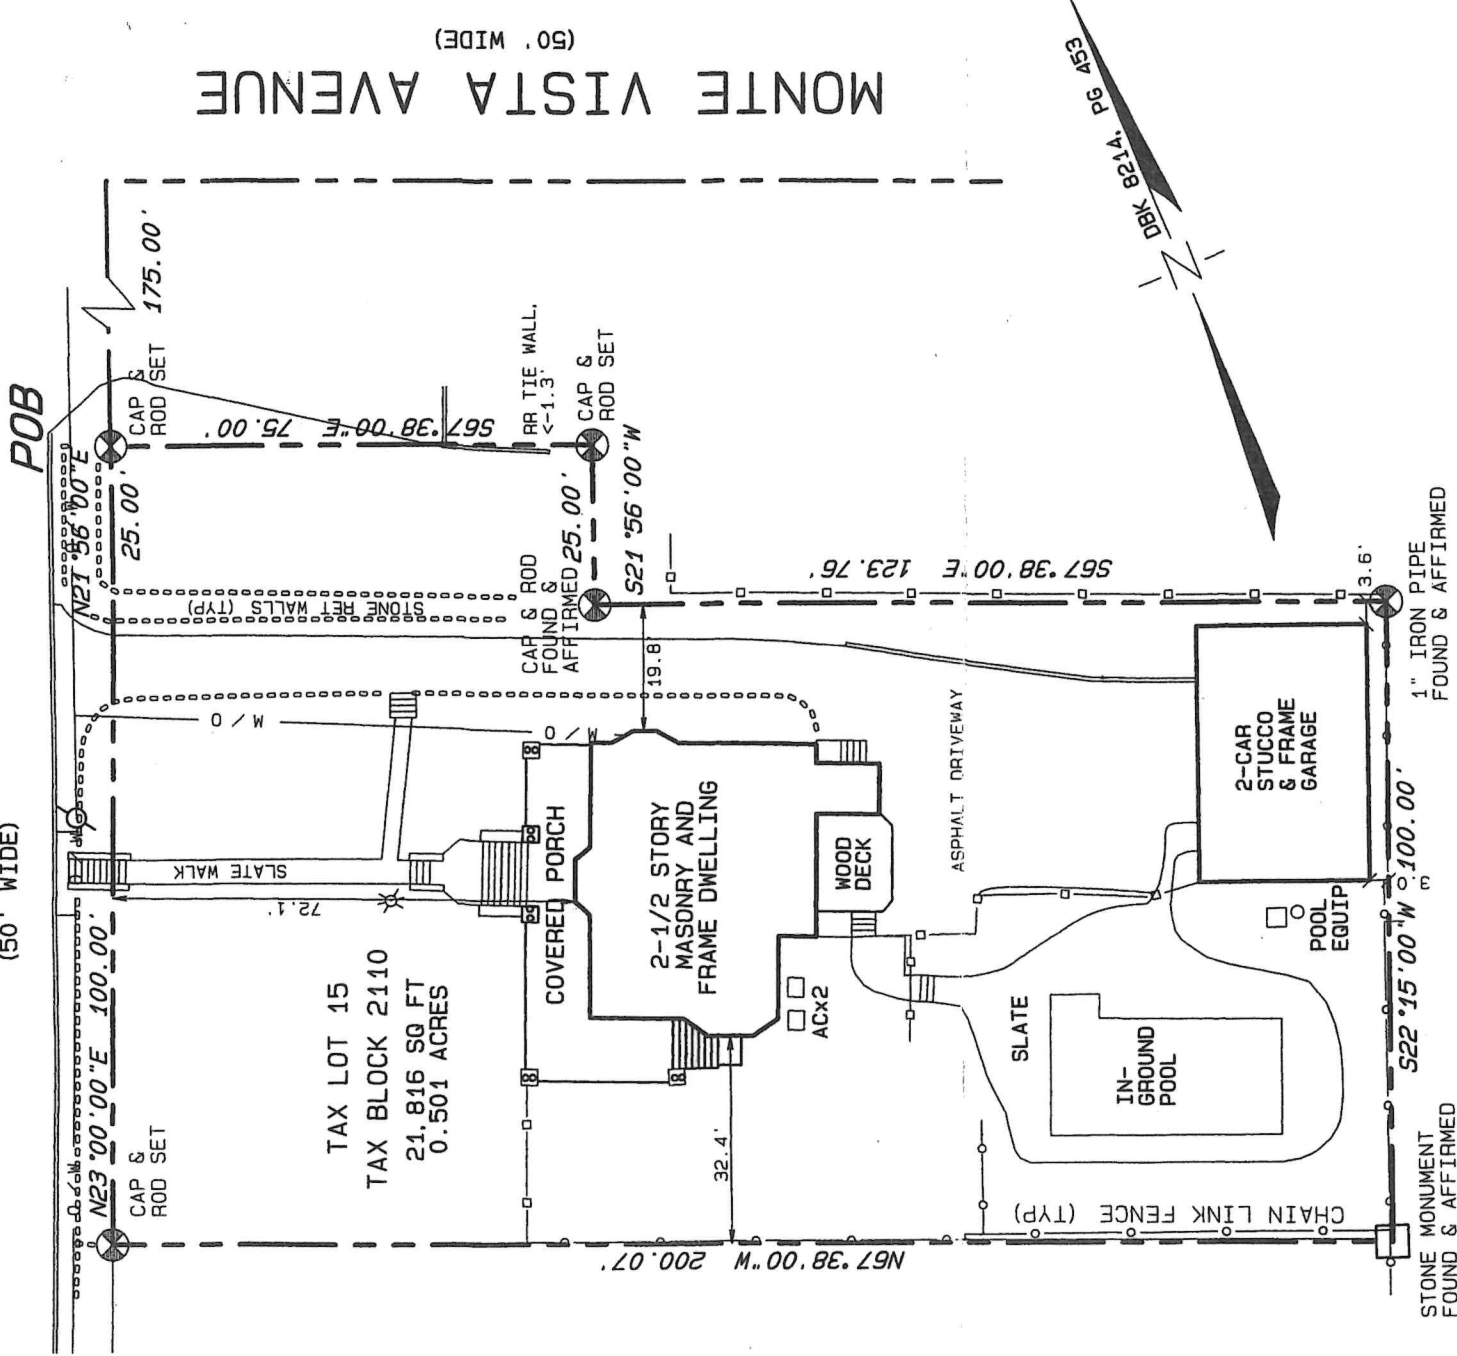 (50' WIDE)
MONTE VISTA AVENUE
(50' WIDE)
POB
175.00'
CAP &
ROD SET
N21°56'00"E
25.00'
S67°38'00"E 75.00'
RR TIE WALL.
<-1.3'
CAP &
ROD SET
25.00'
S21°56'00"W
CAP & ROD
FOUND &
AFFIRMED
STONE RET WALLS (TYP)
DBK 8214, PG 453
N
S67°38'00"E 123.76'
3.6'
1" IRON PIPE
FOUND & AFFIRMED
19.8'
W / O
W / O
SLATE WALK
72.1'
COVERED PORCH
2-1/2 STORY
MASONRY AND
FRAME DWELLING
WOOD
DECK
ASPHALT DRIVEWAY
2-CAR
STUCCO
& FRAME
GARAGE
3.0'
100.00'
S22°15'00"W
POOL
EQUIP
SLATE
IN-
GROUND
POOL
ACx2
32.4'
TAX LOT 15
TAX BLOCK 2110
21,816 SQ FT
0.501 ACRES
N23°00'00"E 100.00'
CAP &
ROD SET
N67°38'00"W 200.07'
CHAIN LINK FENCE (TYP)
STONE MONUMENT
FOUND & AFFIRMED